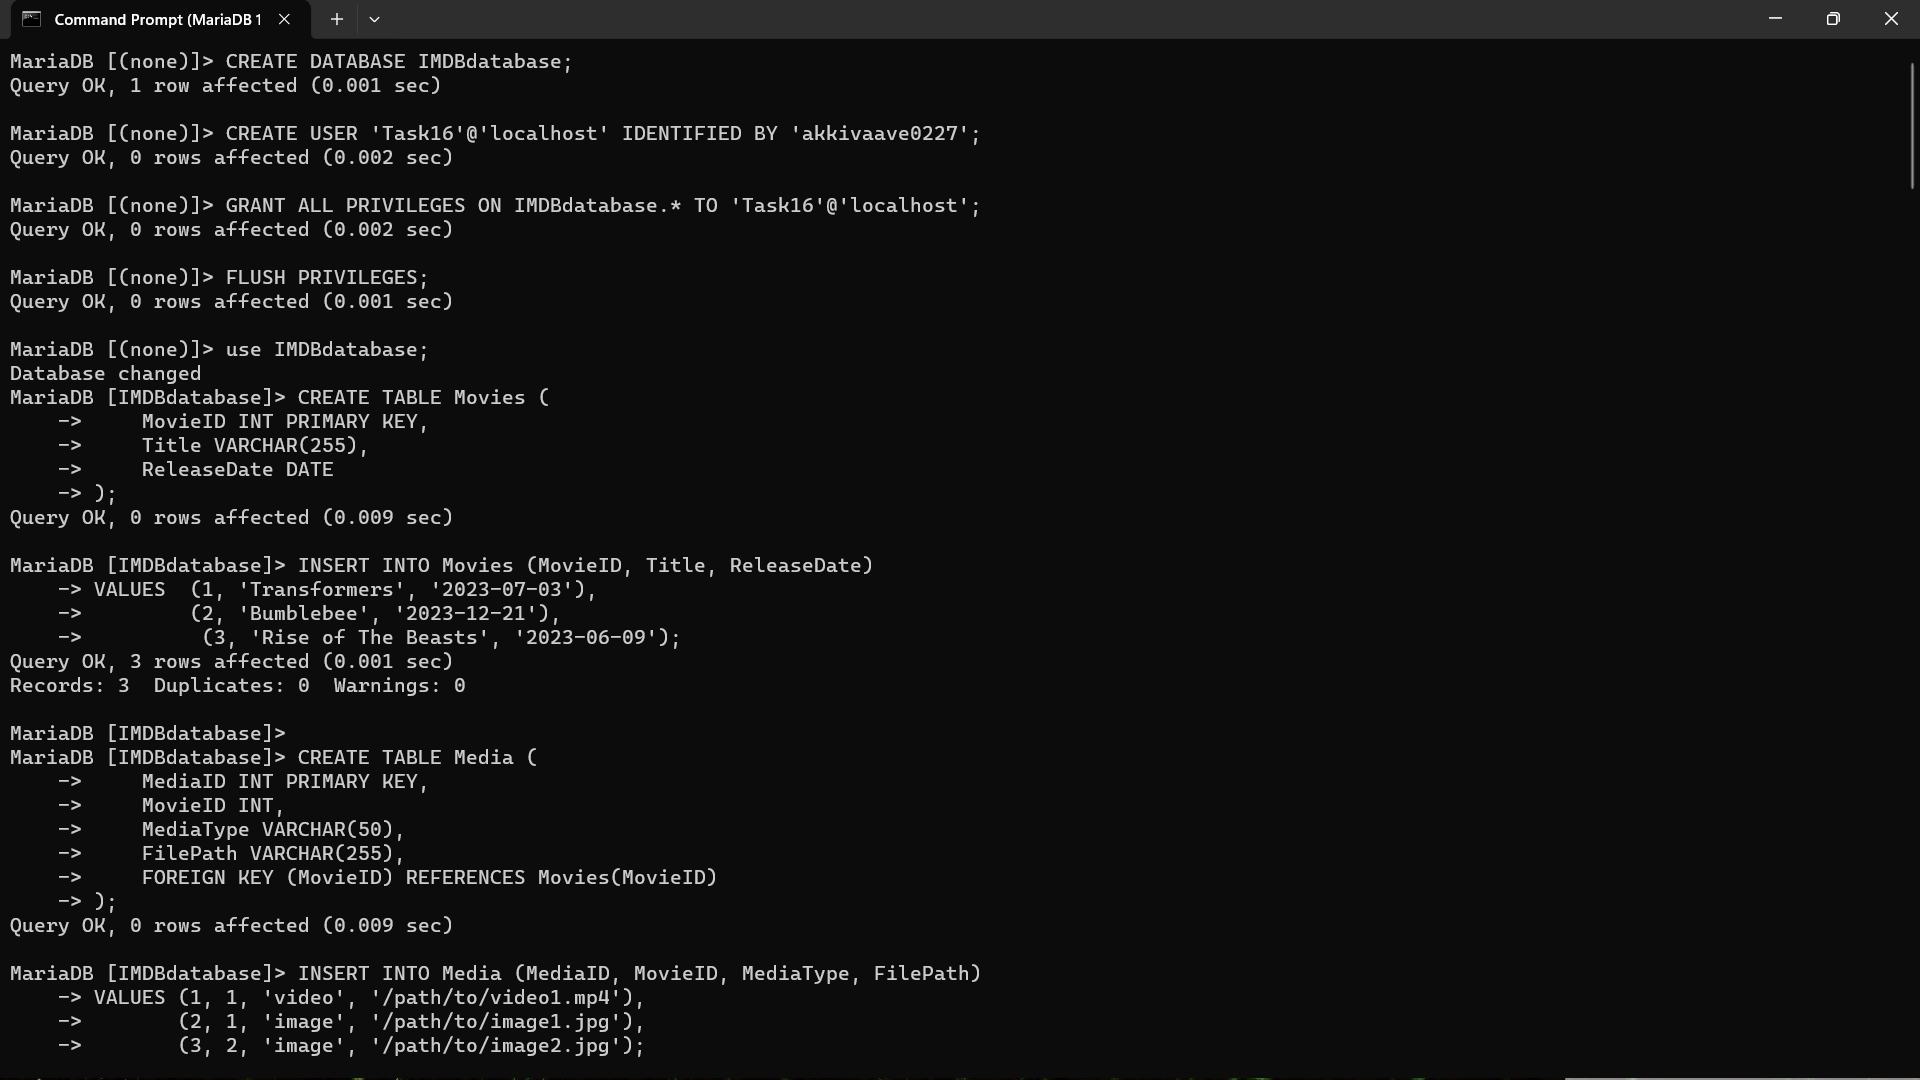 Command Prompt (MariaDB 1
MariaDB [(none)]> CREATE DATABASE IMDBdatabase;
Query OK, 1 row affected (0.001 sec)
MariaDB [(none)]> CREATE USER 'Task16'@'localhost' IDENTIFIED BY 'akkivaave0227';
Query OK, 0 rows affected (0.002 sec)
MariaDB [(none)]> GRANT ALL PRIVILEGES ON IMDBdatabase.* TO 'Task16'@'localhost';
Query OK, 0 rows affected (0.002 sec)
MariaDB [(none)]> FLUSH PRIVILEGES;
Query OK, 0 rows affected (0.001 sec)
MariaDB [(none)]> use IMDBdatabase;
Database changed
MariaDB [IMDBdatabase]> CREATE TABLE Movies (
    ->     MovieID INT PRIMARY KEY,
    ->     Title VARCHAR(255),
    ->     ReleaseDate DATE
    -> );
Query OK, 0 rows affected (0.009 sec)
MariaDB [IMDBdatabase]> INSERT INTO Movies (MovieID, Title, ReleaseDate)
    -> VALUES  (1, 'Transformers', '2023-07-03'),
    ->         (2, 'Bumblebee', '2023-12-21'),
    ->          (3, 'Rise of The Beasts', '2023-06-09');
Query OK, 3 rows affected (0.001 sec)
Records: 3  Duplicates: 0  Warnings: 0
MariaDB [IMDBdatabase]>
MariaDB [IMDBdatabase]> CREATE TABLE Media (
    ->     MediaID INT PRIMARY KEY,
    ->     MovieID INT,
    ->     MediaType VARCHAR(50),
    ->     FilePath VARCHAR(255),
    ->     FOREIGN KEY (MovieID) REFERENCES Movies(MovieID)
    -> );
Query OK, 0 rows affected (0.009 sec)
MariaDB [IMDBdatabase]> INSERT INTO Media (MediaID, MovieID, MediaType, FilePath)
    -> VALUES (1, 1, 'video', '/path/to/video1.mp4'),
    ->        (2, 1, 'image', '/path/to/image1.jpg'),
    ->        (3, 2, 'image', '/path/to/image2.jpg');